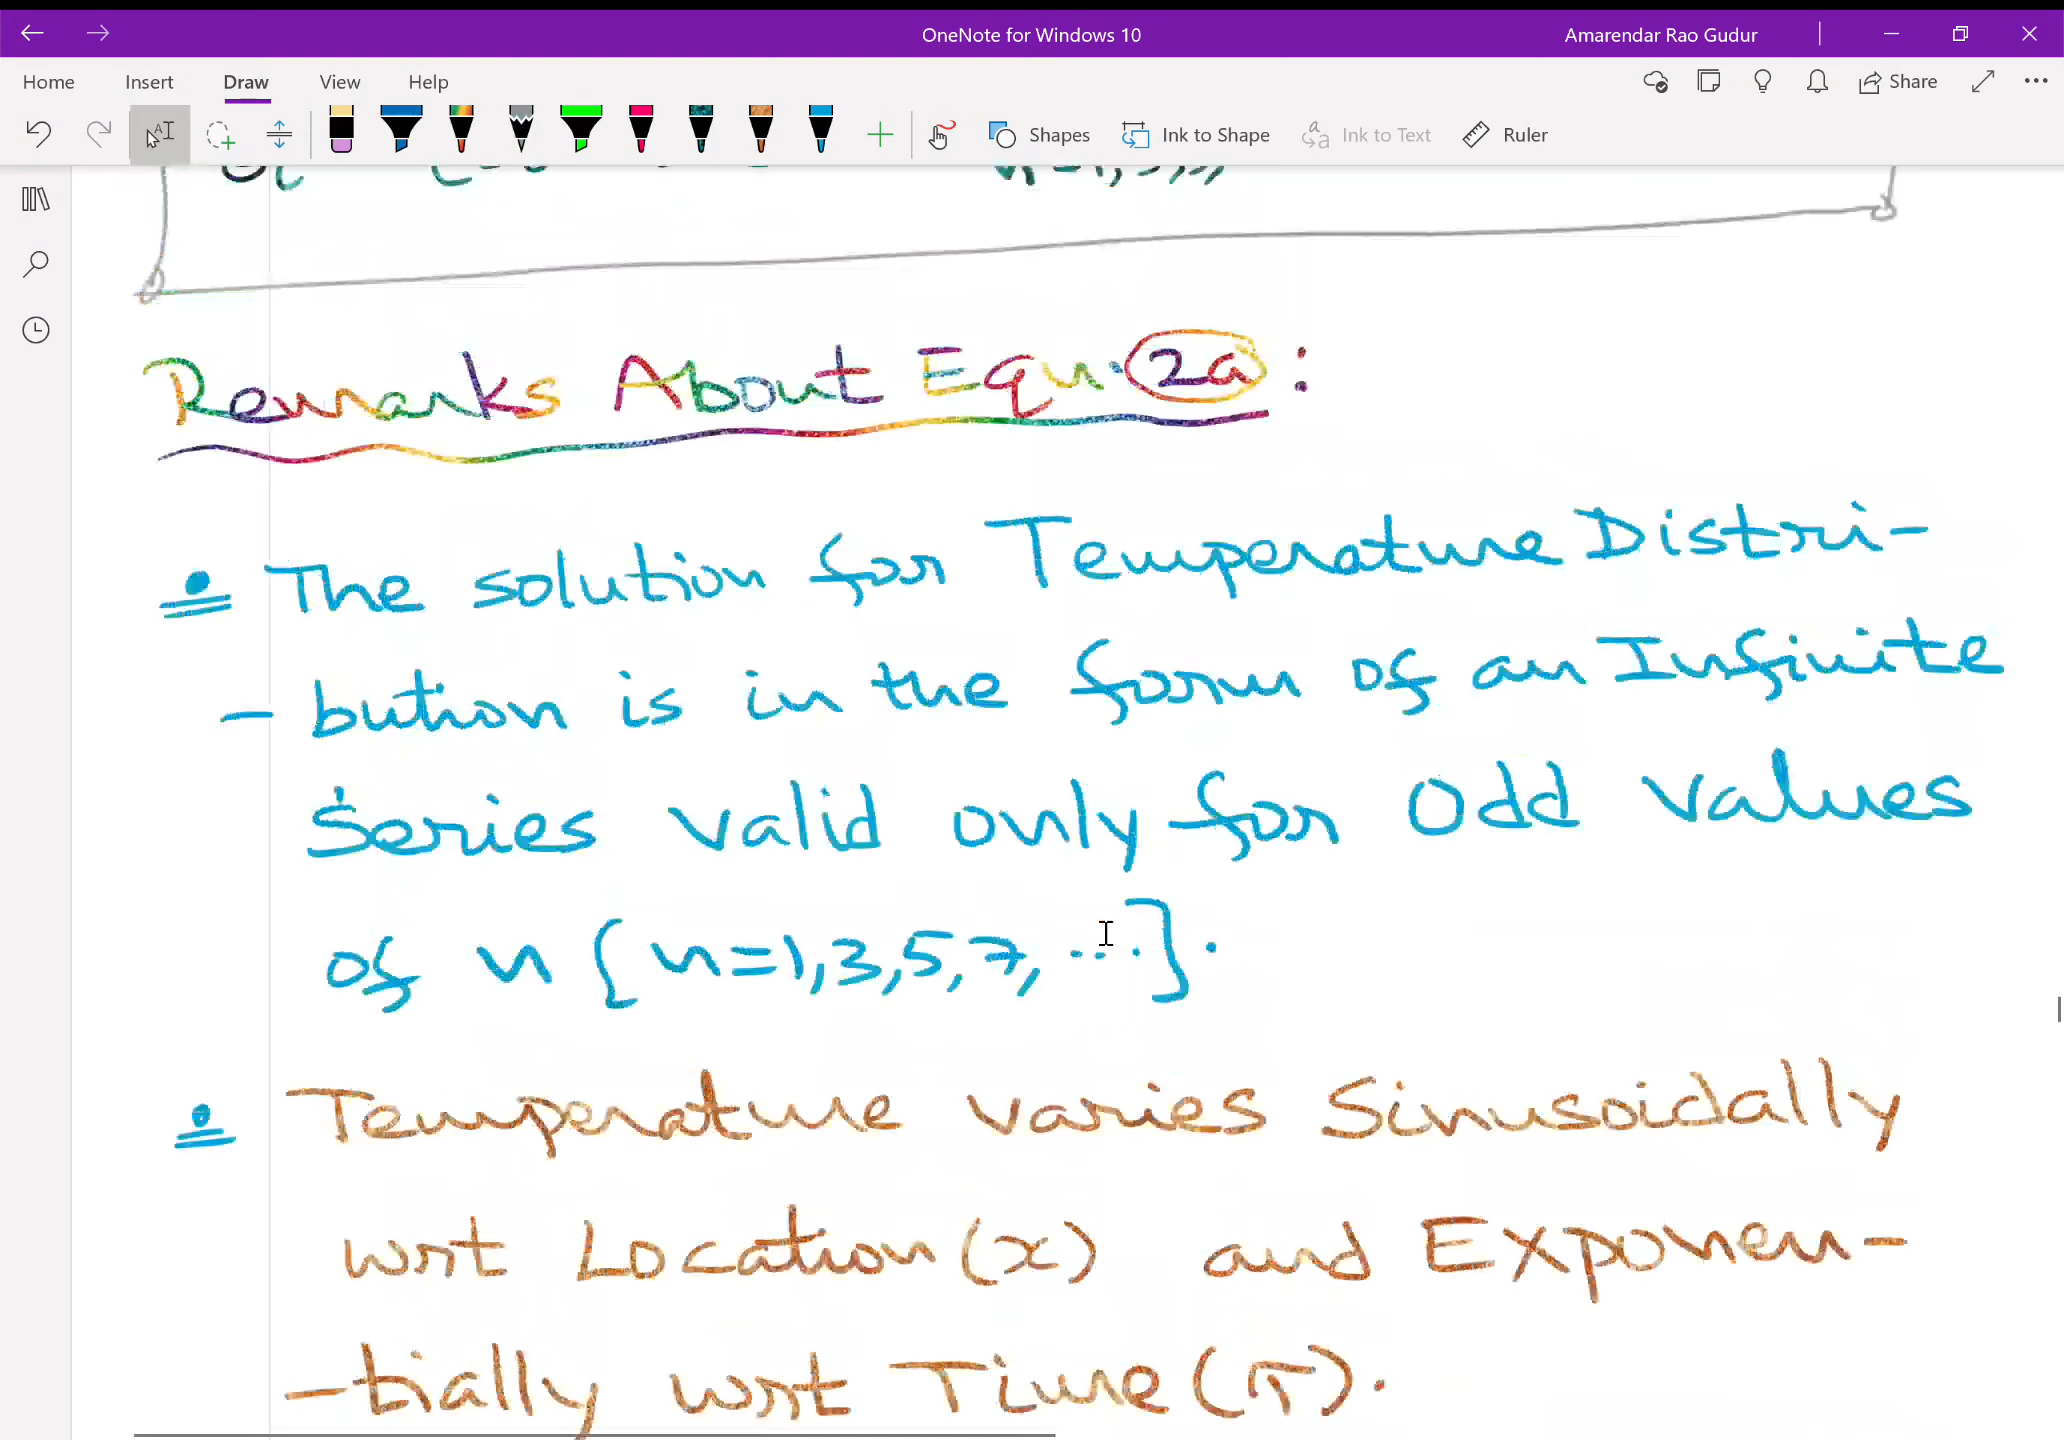 OneNote for Windows 10
Amarendar Rao Gudur
Home Insert Draw View Help
Share
Shapes Ink to Shape Ink to Text Ruler
n=1,3,5,
Remarks About Equ. 2a :
The solution for Temperature Distri-
-bution is in the form of an Infinite
Series valid only for Odd values
of n [n=1,3,5,7, ...].
Temperature varies Sinusoidally
wrt Location (x) and Exponen-
-tially wrt Time (τ).